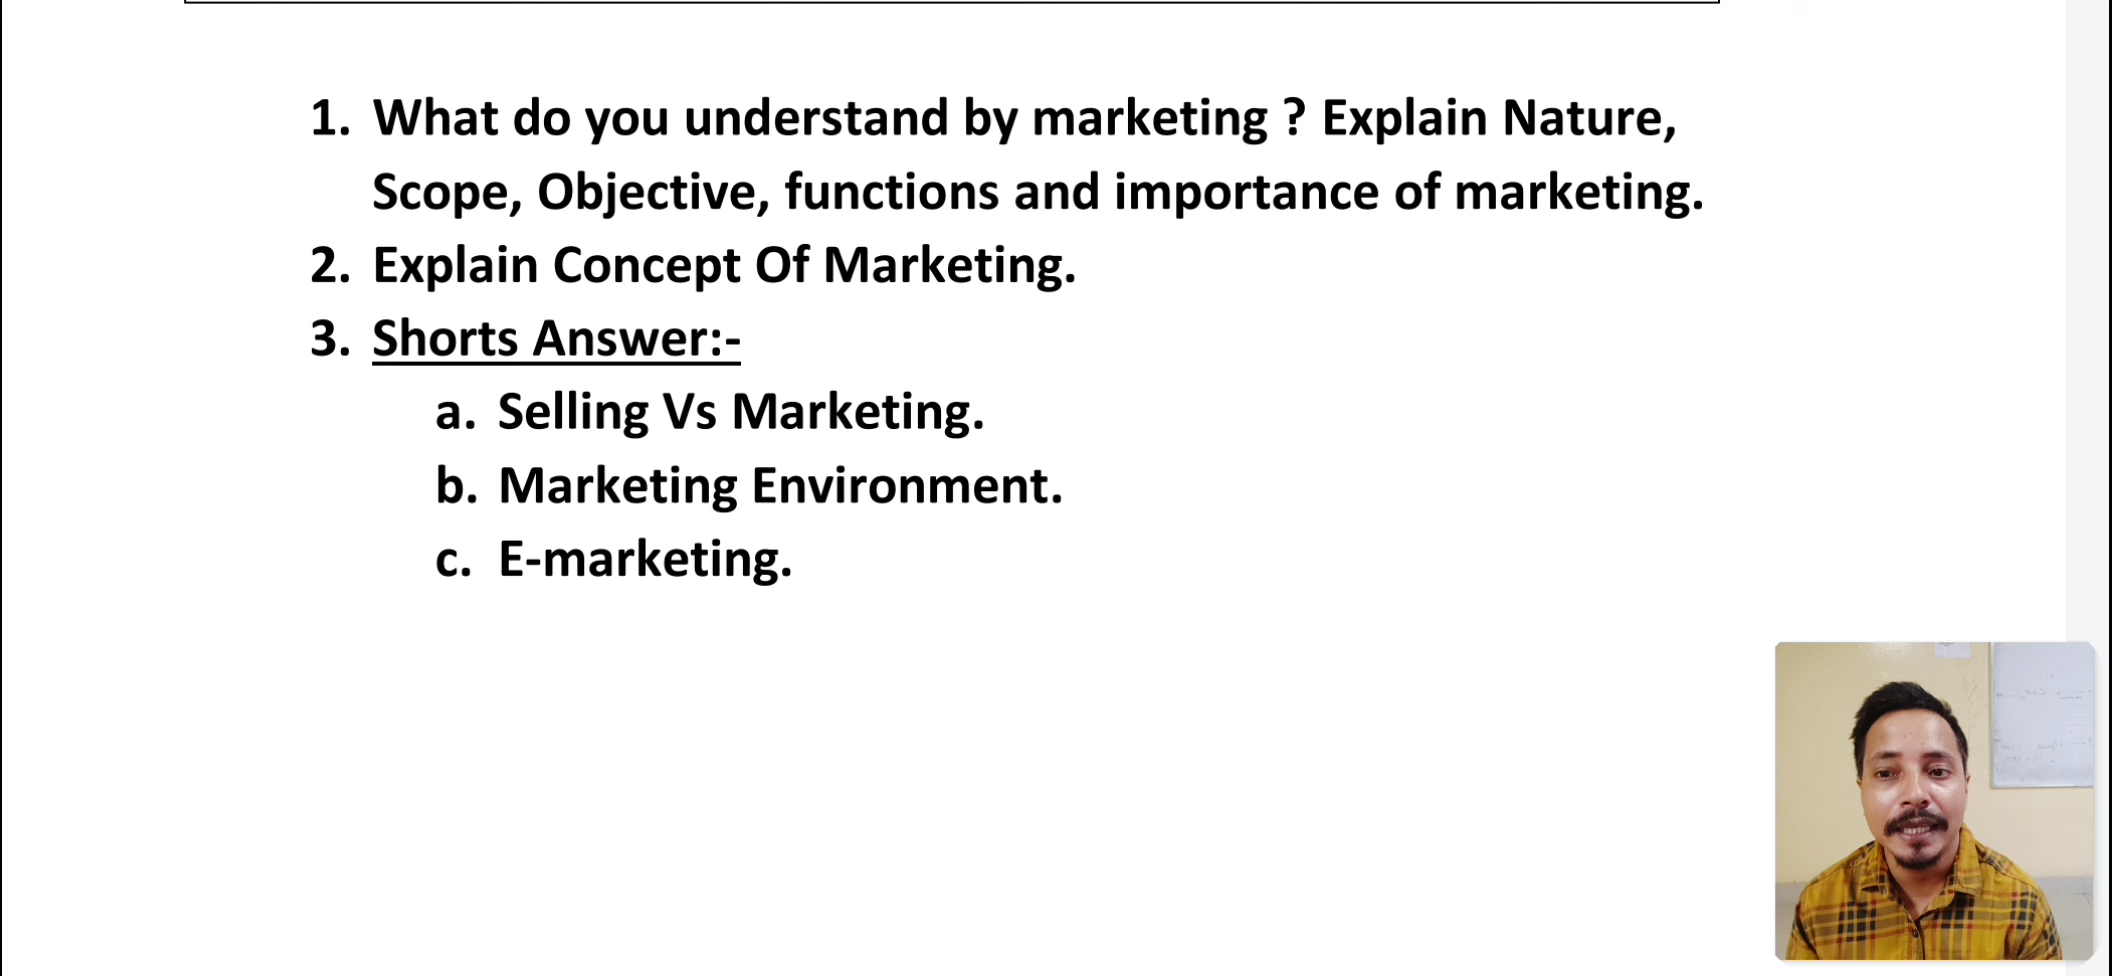 1. What do you understand by marketing ? Explain Nature,
Scope, Objective, functions and importance of marketing.
2. Explain Concept Of Marketing.
3. Shorts Answer:-
a. Selling Vs Marketing.
b. Marketing Environment.
c. E-marketing.